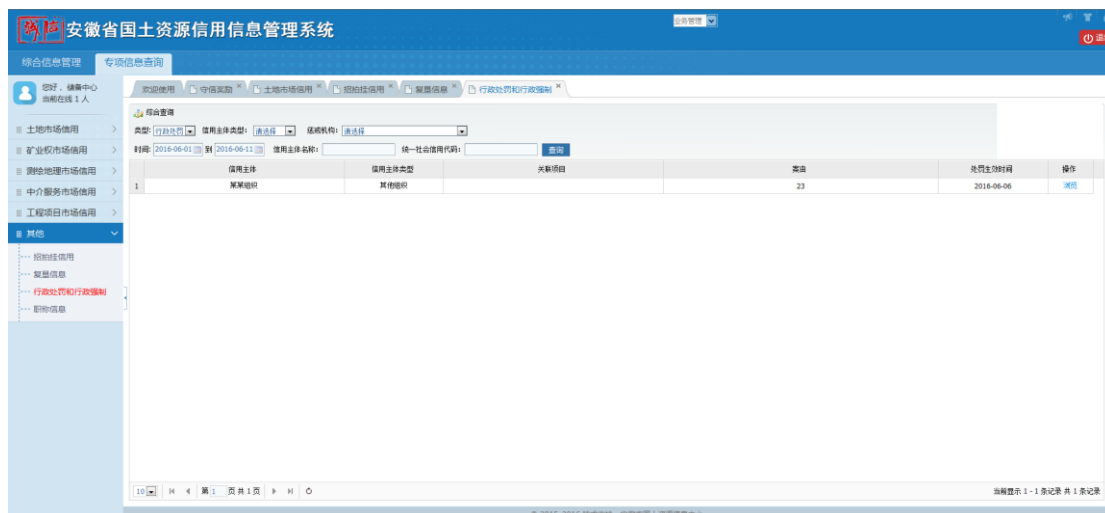 诚信 安徽省国土资源信用信息管理系统 业务管理
综合信息管理 专项信息查询
您好，储备中心
当前在线 1 人
欢迎使用 守信奖励 × 土地市场信用 × 招拍挂信用 × 复垦信息 × 行政处罚和行政强制 ×
综合查询
类型: 行政处罚 信用主体类型: 请选择 惩戒机构: 请选择
时间: 2016-06-01 到 2016-06-11 信用主体名称: 统一社会信用代码: 查询
信用主体 信用主体类型 关联项目 案由 处罚生效时间 操作
1 某某组织 其他组织 23 2016-06-06 浏览
土地市场信用
矿业权市场信用
测绘地理市场信用
中介服务市场信用
工程项目市场信用
其他
招拍挂信用
复垦信息
行政处罚和行政强制
职称信息
10 第 1 页 共 1 页 当前显示 1 - 1 条记录 共 1 条记录